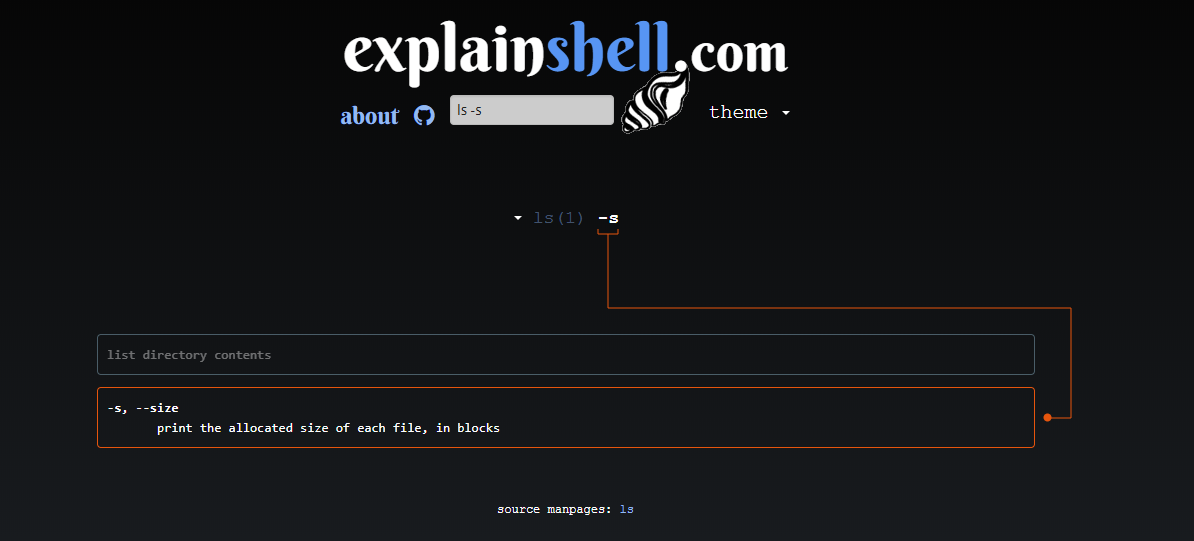 explainshell.com
about ls -s theme
ls(1) -s
list directory contents
-s, --size
print the allocated size of each file, in blocks
source manpages: ls